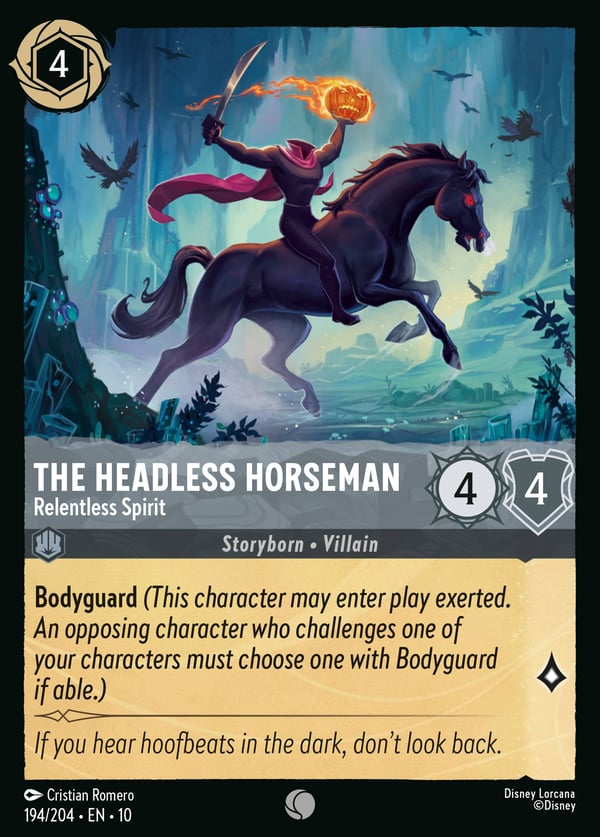 4
THE HEADLESS HORSEMAN
Relentless Spirit
4
4
Storyborn • Villain
Bodyguard (This character may enter play exerted.
An opposing character who challenges one of
your characters must choose one with Bodyguard
if able.)
If you hear hoofbeats in the dark, don't look back.
Cristian Romero
194/204 • EN • 10
Disney Lorcana
©Disney